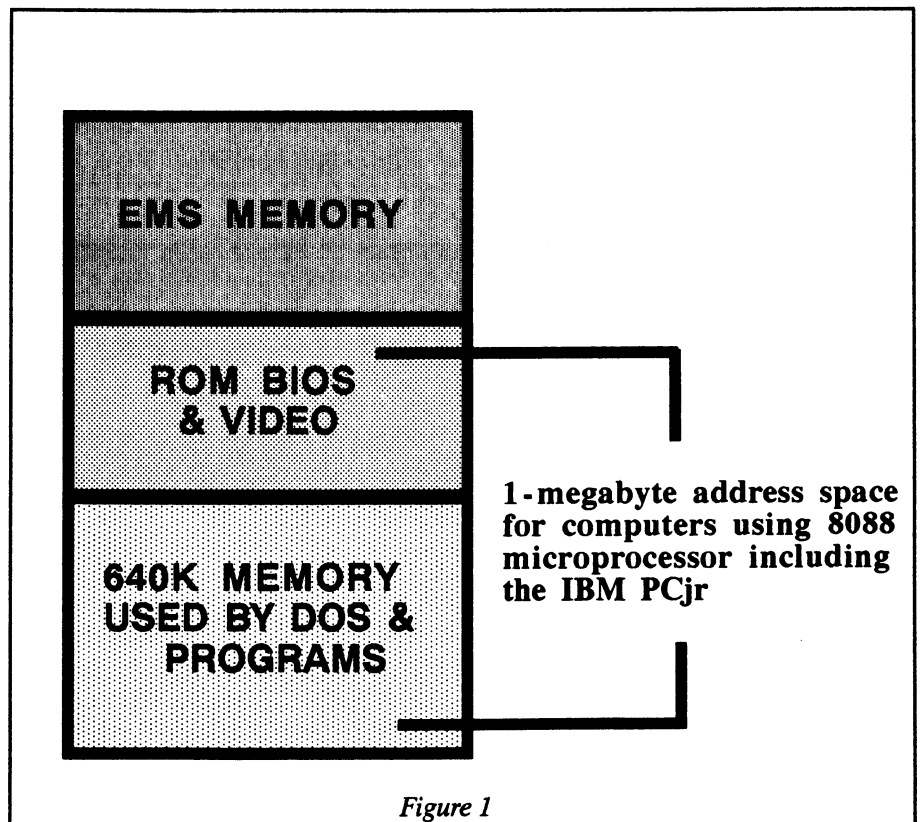 EMS MEMORY
ROM BIOS
& VIDEO
640K MEMORY
USED BY DOS &
PROGRAMS
1-megabyte address space
for computers using 8088
microprocessor including
the IBM PCjr
Figure 1